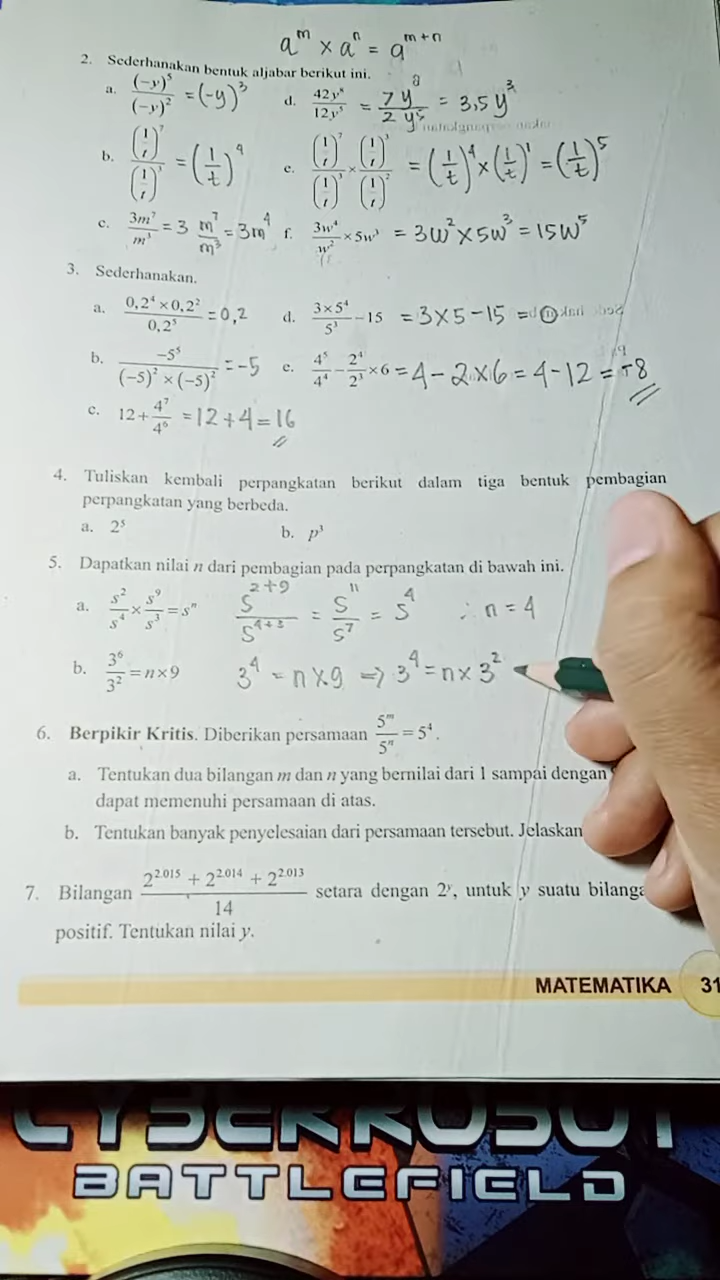 a^m × a^n = a^(m+n)
2. Sederhanakan bentuk aljabar berikut ini.
a. (−y)^5/(−y)^2 = (−y)^3 d. 42y^8/12y^5 = 7y^8/2y^5 = 3,5 y^3
b. (1/t)^7/(1/t)^3 = (1/t)^4 e. (1/t)^7/(1/t)^3 × (1/t)^3/(1/t)^2 = (1/t)^4 × (1/t)^1 = (1/t)^5
c. 3m^7/m^3 = 3 m^7/m^3 = 3m^4 f. 3w^4/w^2 × 5w^3 = 3w^2 × 5w^3 = 15w^5
3. Sederhanakan.
a. 0,2^4 × 0,2^2/0,2^5 = 0,2 d. 3×5^4/5^3 − 15 = 3×5−15 = 0
b. −5^5/(−5)^2 × (−5)^2 = −5 e. 4^5/4^4 − 2^4/2^3 × 6 = 4 − 2 × 6 = 4 − 12 = −8
c. 12 + 4^7/4^6 = 12 + 4 = 16
4. Tuliskan kembali perpangkatan berikut dalam tiga bentuk pembagian
perpangkatan yang berbeda.
a. 2^5 b. p^3
5. Dapatkan nilai n dari pembagian pada perpangkatan di bawah ini.
a. s^2/s^4 × s^9/s^3 = s^n s^(2+9)/s^(4+3) = s^11/s^7 = s^4 ∴ n = 4
b. 3^6/3^2 = n × 9 3^4 = n × 9 ⇒ 3^4 = n × 3^2
6. Berpikir Kritis. Diberikan persamaan 5^m/5^n = 5^4.
a. Tentukan dua bilangan m dan n yang bernilai dari 1 sampai dengan
dapat memenuhi persamaan di atas.
b. Tentukan banyak penyelesaian dari persamaan tersebut. Jelaskan
7. Bilangan 2^2.015 + 2^2.014 + 2^2.013/14 setara dengan 2^y, untuk y suatu
positif. Tentukan nilai y.
MATEMATIKA 31
CYBER ROBOT
BATTLEFIELD